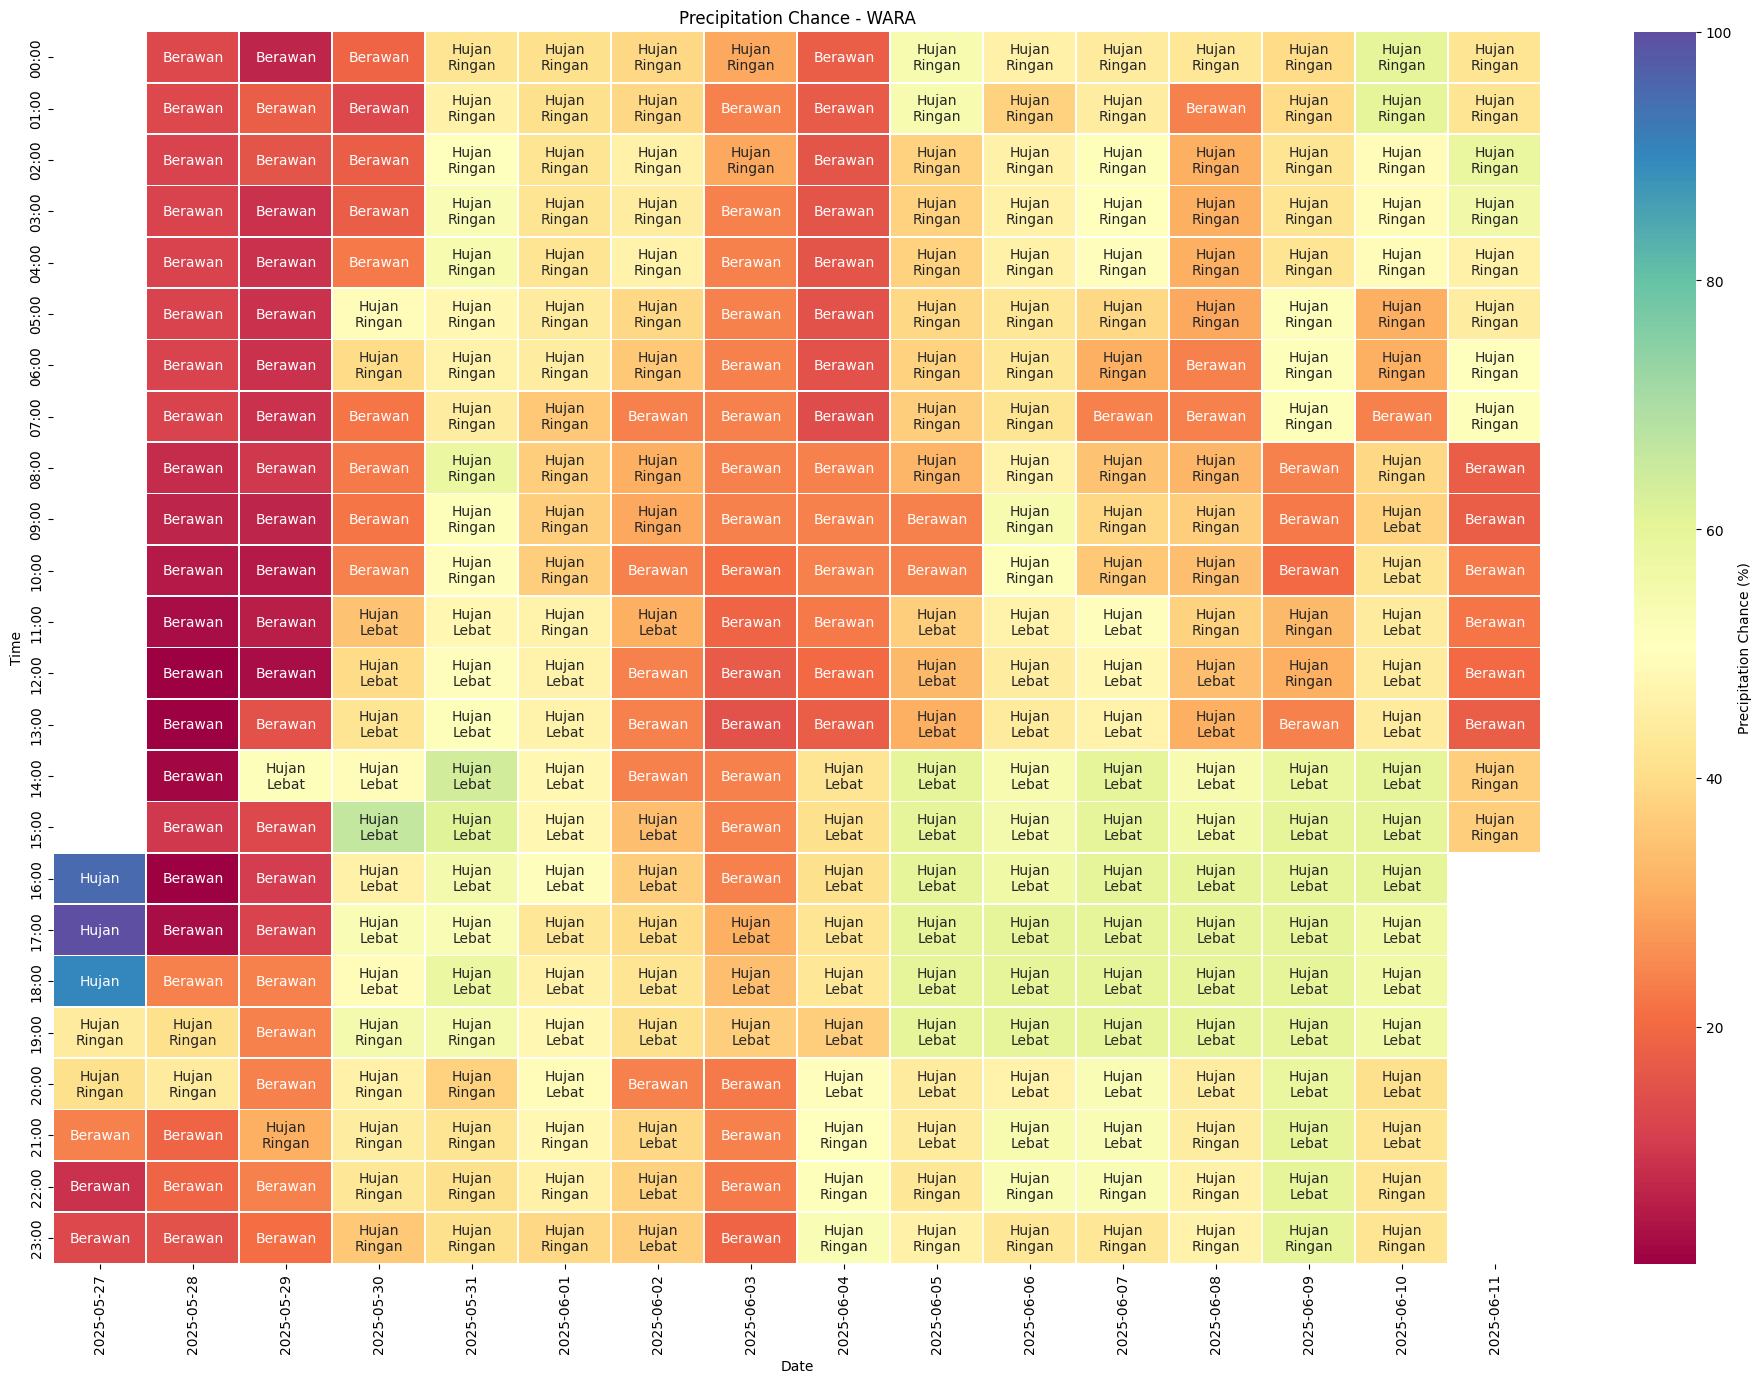 Precipitation Chance - WARA
00:00 Berawan Berawan Berawan Hujan Ringan Hujan Ringan Hujan Ringan Hujan Ringan Berawan Hujan Ringan Hujan Ringan Hujan Ringan Hujan Ringan Hujan Ringan Hujan Ringan Hujan Ringan
01:00 Berawan Berawan Berawan Hujan Ringan Hujan Ringan Hujan Ringan Berawan Berawan Hujan Ringan Hujan Ringan Hujan Ringan Berawan Hujan Ringan Hujan Ringan Hujan Ringan
02:00 Berawan Berawan Berawan Hujan Ringan Hujan Ringan Hujan Ringan Hujan Ringan Berawan Hujan Ringan Hujan Ringan Hujan Ringan Hujan Ringan Hujan Ringan Hujan Ringan Hujan Ringan
03:00 Berawan Berawan Berawan Hujan Ringan Hujan Ringan Hujan Ringan Berawan Berawan Hujan Ringan Hujan Ringan Hujan Ringan Hujan Ringan Hujan Ringan Hujan Ringan Hujan Ringan
04:00 Berawan Berawan Berawan Hujan Ringan Hujan Ringan Hujan Ringan Berawan Berawan Hujan Ringan Hujan Ringan Hujan Ringan Hujan Ringan Hujan Ringan Hujan Ringan Hujan Ringan
05:00 Berawan Berawan Hujan Ringan Hujan Ringan Hujan Ringan Hujan Ringan Berawan Berawan Hujan Ringan Hujan Ringan Hujan Ringan Hujan Ringan Hujan Ringan Hujan Ringan Hujan Ringan
06:00 Berawan Berawan Hujan Ringan Hujan Ringan Hujan Ringan Hujan Ringan Berawan Berawan Hujan Ringan Hujan Ringan Hujan Ringan Berawan Hujan Ringan Hujan Ringan Hujan Ringan
07:00 Berawan Berawan Berawan Hujan Ringan Hujan Ringan Berawan Berawan Berawan Hujan Ringan Hujan Ringan Berawan Berawan Hujan Ringan Berawan Hujan Ringan
08:00 Berawan Berawan Berawan Hujan Ringan Hujan Ringan Hujan Ringan Berawan Berawan Hujan Ringan Hujan Ringan Hujan Ringan Hujan Ringan Berawan Hujan Ringan Berawan
09:00 Berawan Berawan Berawan Hujan Ringan Hujan Ringan Hujan Ringan Berawan Berawan Berawan Hujan Ringan Hujan Ringan Hujan Ringan Berawan Hujan Lebat Berawan
10:00 Berawan Berawan Berawan Hujan Ringan Hujan Ringan Berawan Berawan Berawan Berawan Hujan Ringan Hujan Ringan Hujan Ringan Berawan Hujan Lebat Berawan
11:00 Berawan Berawan Hujan Lebat Hujan Lebat Hujan Ringan Hujan Lebat Berawan Berawan Hujan Lebat Hujan Lebat Hujan Lebat Hujan Ringan Hujan Ringan Hujan Lebat Berawan
12:00 Berawan Berawan Hujan Lebat Hujan Lebat Hujan Lebat Berawan Berawan Berawan Hujan Lebat Hujan Lebat Hujan Lebat Hujan Lebat Hujan Ringan Hujan Lebat Berawan
13:00 Berawan Berawan Hujan Lebat Hujan Lebat Hujan Lebat Berawan Berawan Berawan Hujan Lebat Hujan Lebat Hujan Lebat Hujan Lebat Berawan Hujan Lebat Berawan
14:00 Berawan Hujan Lebat Hujan Lebat Hujan Lebat Hujan Lebat Berawan Berawan Hujan Lebat Hujan Lebat Hujan Lebat Hujan Lebat Hujan Lebat Hujan Lebat Hujan Lebat Hujan Ringan
15:00 Berawan Berawan Hujan Lebat Hujan Lebat Hujan Lebat Hujan Lebat Berawan Hujan Lebat Hujan Lebat Hujan Lebat Hujan Lebat Hujan Lebat Hujan Lebat Hujan Lebat Hujan Ringan
16:00 Hujan Berawan Berawan Hujan Lebat Hujan Lebat Hujan Lebat Hujan Lebat Berawan Hujan Lebat Hujan Lebat Hujan Lebat Hujan Lebat Hujan Lebat Hujan Lebat Hujan Lebat
17:00 Hujan Berawan Berawan Hujan Lebat Hujan Lebat Hujan Lebat Hujan Lebat Hujan Lebat Hujan Lebat Hujan Lebat Hujan Lebat Hujan Lebat Hujan Lebat Hujan Lebat Hujan Lebat
18:00 Hujan Berawan Berawan Hujan Lebat Hujan Lebat Hujan Lebat Hujan Lebat Hujan Lebat Hujan Lebat Hujan Lebat Hujan Lebat Hujan Lebat Hujan Lebat Hujan Lebat Hujan Lebat
19:00 Hujan Ringan Hujan Ringan Berawan Hujan Ringan Hujan Ringan Hujan Lebat Hujan Lebat Hujan Lebat Hujan Lebat Hujan Lebat Hujan Lebat Hujan Lebat Hujan Lebat Hujan Lebat Hujan Lebat
20:00 Hujan Ringan Hujan Ringan Berawan Hujan Ringan Hujan Ringan Hujan Lebat Berawan Berawan Hujan Lebat Hujan Lebat Hujan Lebat Hujan Lebat Hujan Lebat Hujan Lebat Hujan Lebat
21:00 Berawan Berawan Hujan Ringan Hujan Ringan Hujan Ringan Hujan Ringan Hujan Lebat Berawan Hujan Ringan Hujan Lebat Hujan Lebat Hujan Lebat Hujan Ringan Hujan Lebat Hujan Lebat
22:00 Berawan Berawan Berawan Hujan Ringan Hujan Ringan Hujan Ringan Hujan Lebat Berawan Hujan Ringan Hujan Ringan Hujan Ringan Hujan Ringan Hujan Ringan Hujan Lebat Hujan Ringan
23:00 Berawan Berawan Berawan Hujan Ringan Hujan Ringan Hujan Ringan Hujan Lebat Berawan Hujan Ringan Hujan Ringan Hujan Ringan Hujan Ringan Hujan Ringan Hujan Ringan Hujan Ringan
Time
2025-05-27 2025-05-28 2025-05-29 2025-05-30 2025-05-31 2025-06-01 2025-06-02 2025-06-03 2025-06-04 2025-06-05 2025-06-06 2025-06-07 2025-06-08 2025-06-09 2025-06-10 2025-06-11
Date
100
80
60
40
20
Precipitation Chance (%)